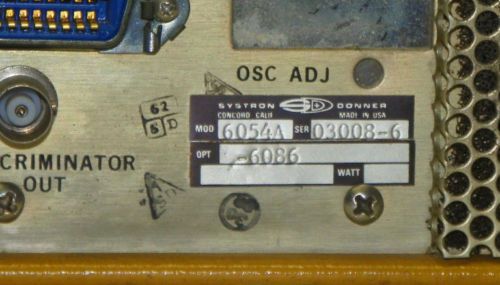 OSC ADJ
SYSTRON SD DONNER
CONCORD CALIF MADE IN USA
MOD 6054A SER 03008-6
OPT -6086
WATT
62
S D
CRIMINATOR
OUT